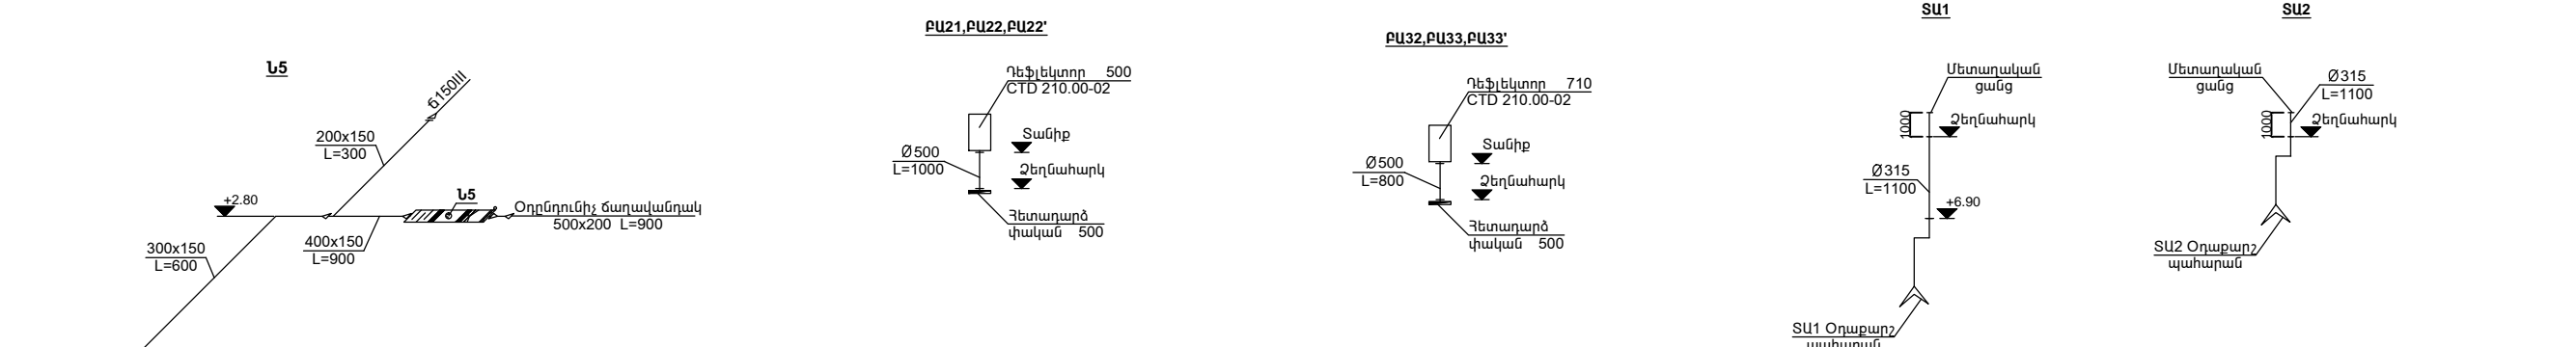 Ն5
6150III
200x150
L=300
+2.80
Ն5
Օդընդունիչ ճաղավանդակ
500x200 L=900
300x150
L=600
400x150
L=900
ԲԱ21,ԲԱ22,ԲԱ22'
Դեֆլեկտոր 500
CTD 210.00-02
Տանիք
Ø500
L=1000
Ձեղնահարկ
Հետադարձ
փական 500
ԲԱ32,ԲԱ33,ԲԱ33'
Դեֆլեկտոր 710
CTD 210.00-02
Տանիք
Ø500
L=800
Ձեղնահարկ
Հետադարձ
փական 500
ՏԱ1
Մետաղական
ցանց
1000
Ձեղնահարկ
Ø315
L=1100
+6.90
ՏԱ1 Օդաքարշ
պահարան
ՏԱ2
Մետաղական
ցանց
Ø315
L=1100
1000
Ձեղնահարկ
ՏԱ2 Օդաքարշ
պահարան